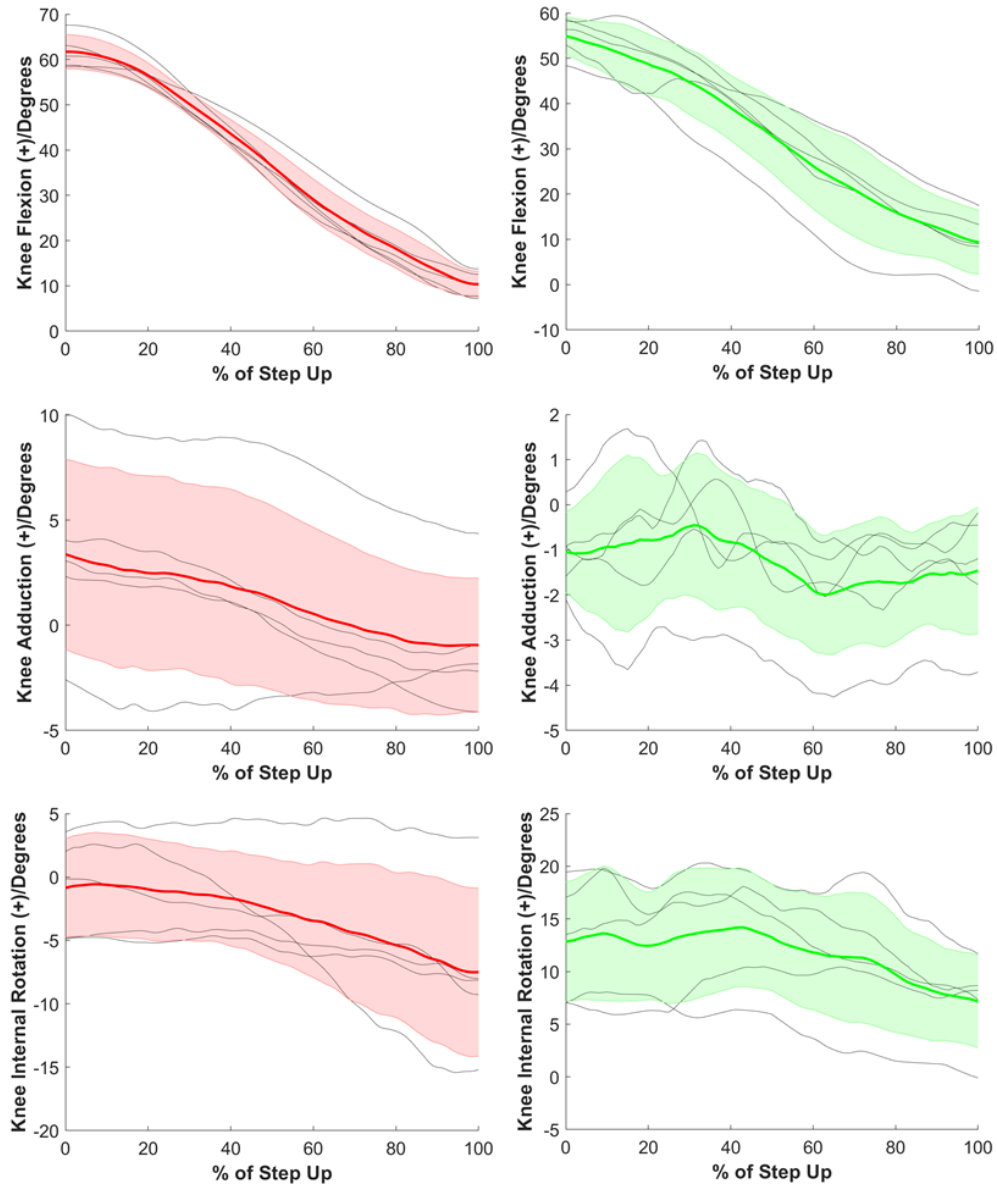 70
60
50
40
30
20
10
0
Knee Flexion (+)/Degrees
0 20 40 60 80 100
% of Step Up
60
50
40
30
20
10
0
-10
Knee Flexion (+)/Degrees
0 20 40 60 80 100
% of Step Up
10
5
0
-5
Knee Adduction (+)/Degrees
0 20 40 60 80 100
% of Step Up
2
1
0
-1
-2
-3
-4
-5
Knee Adduction (+)/Degrees
0 20 40 60 80 100
% of Step Up
5
0
-5
-10
-15
-20
Knee Internal Rotation (+)/Degrees
0 20 40 60 80 100
% of Step Up
25
20
15
10
5
0
-5
Knee Internal Rotation (+)/Degrees
0 20 40 60 80 100
% of Step Up